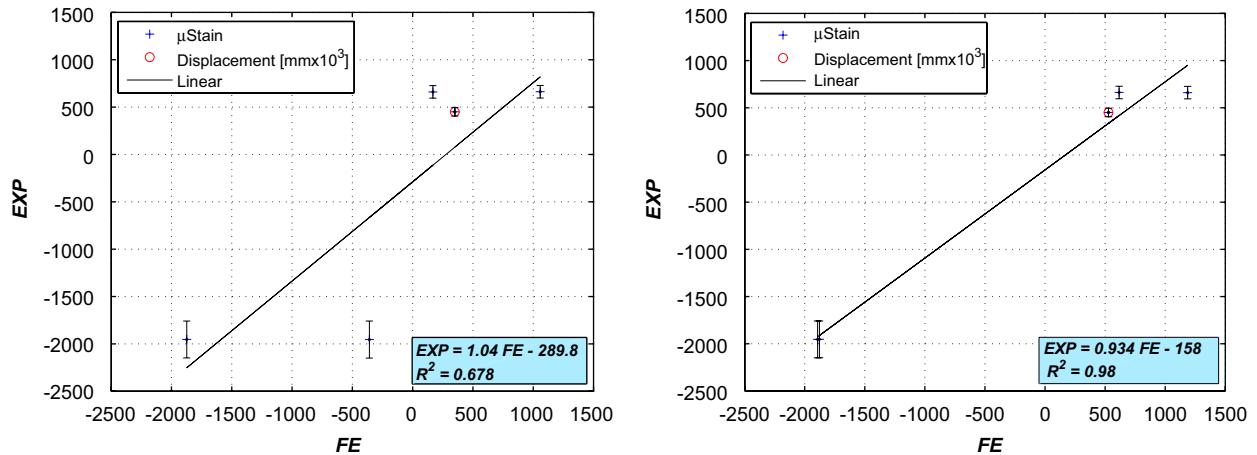 1500
1000
500
0
-500
-1000
-1500
-2000
-2500
EXP
μStain
Displacement [mmx10³]
Linear
EXP = 1.04 FE - 289.8
R² = 0.678
-2500 -2000 -1500 -1000 -500 0 500 1000 1500
FE
1500
1000
500
0
-500
-1000
-1500
-2000
-2500
EXP
μStain
Displacement [mmx10³]
Linear
EXP = 0.934 FE - 158
R² = 0.98
-2500 -2000 -1500 -1000 -500 0 500 1000 1500
FE